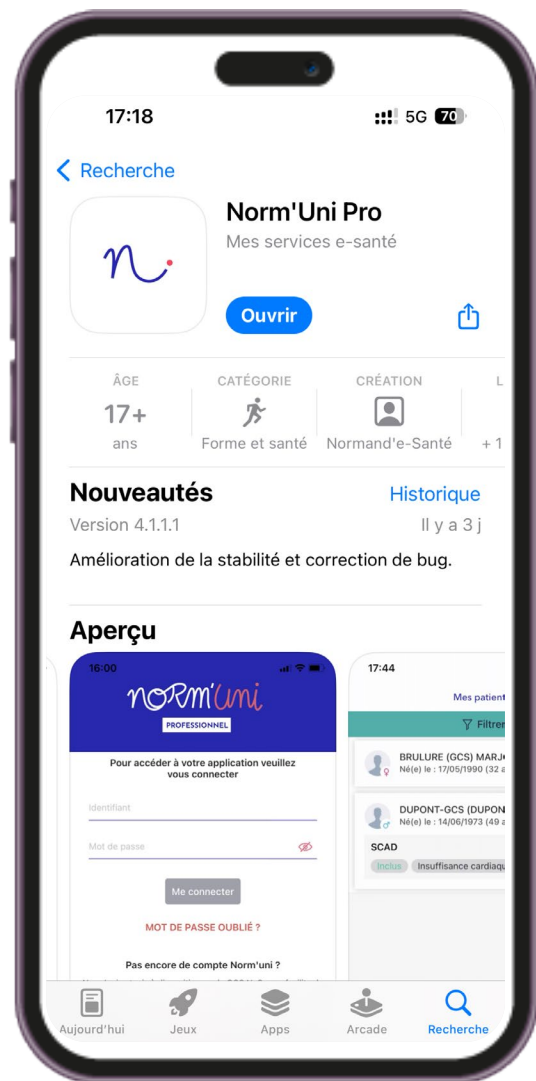 17:18
5G 70
Recherche
Norm'Uni Pro
Mes services e-santé
n.
Ouvrir
ÂGE
CATÉGORIE
CRÉATION
L
17+
ans
Forme et santé
Normand'e-Santé
+ 1
Nouveautés
Historique
Version 4.1.1.1
Il y a 3 j
Amélioration de la stabilité et correction de bug.
Aperçu
16:00
norm'uni
PROFESSIONNEL
Pour accéder à votre application veuillez
vous connecter
Identifiant
Mot de passe
Me connecter
MOT DE PASSE OUBLIÉ ?
Pas encore de compte Norm'uni ?
17:44
Mes patient
Filtrer
BRULURE (GCS) MARJ
Né(e) le : 17/05/1990 (32 a
DUPONT-GCS (DUPON
Né(e) le : 14/06/1973 (49 a
SCAD
Inclus
Insuffisance cardiaqu
Aujourd'hui
Jeux
Apps
Arcade
Recherche